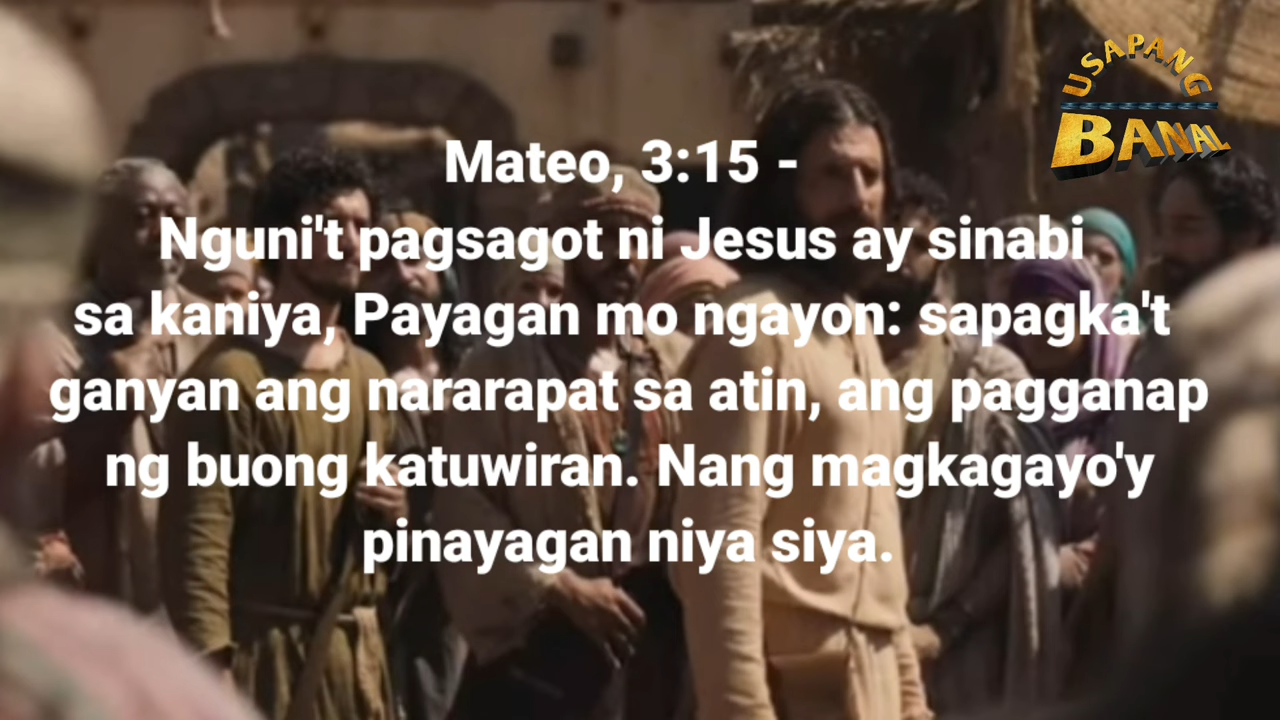 USAPANG
BANAL
Mateo, 3:15 -
Nguni't pagsagot ni Jesus ay sinabi
sa kaniya, Payagan mo ngayon: sapagka't
ganyan ang nararapat sa atin, ang pagganap
ng buong katuwiran. Nang magkagayo'y
pinayagan niya siya.